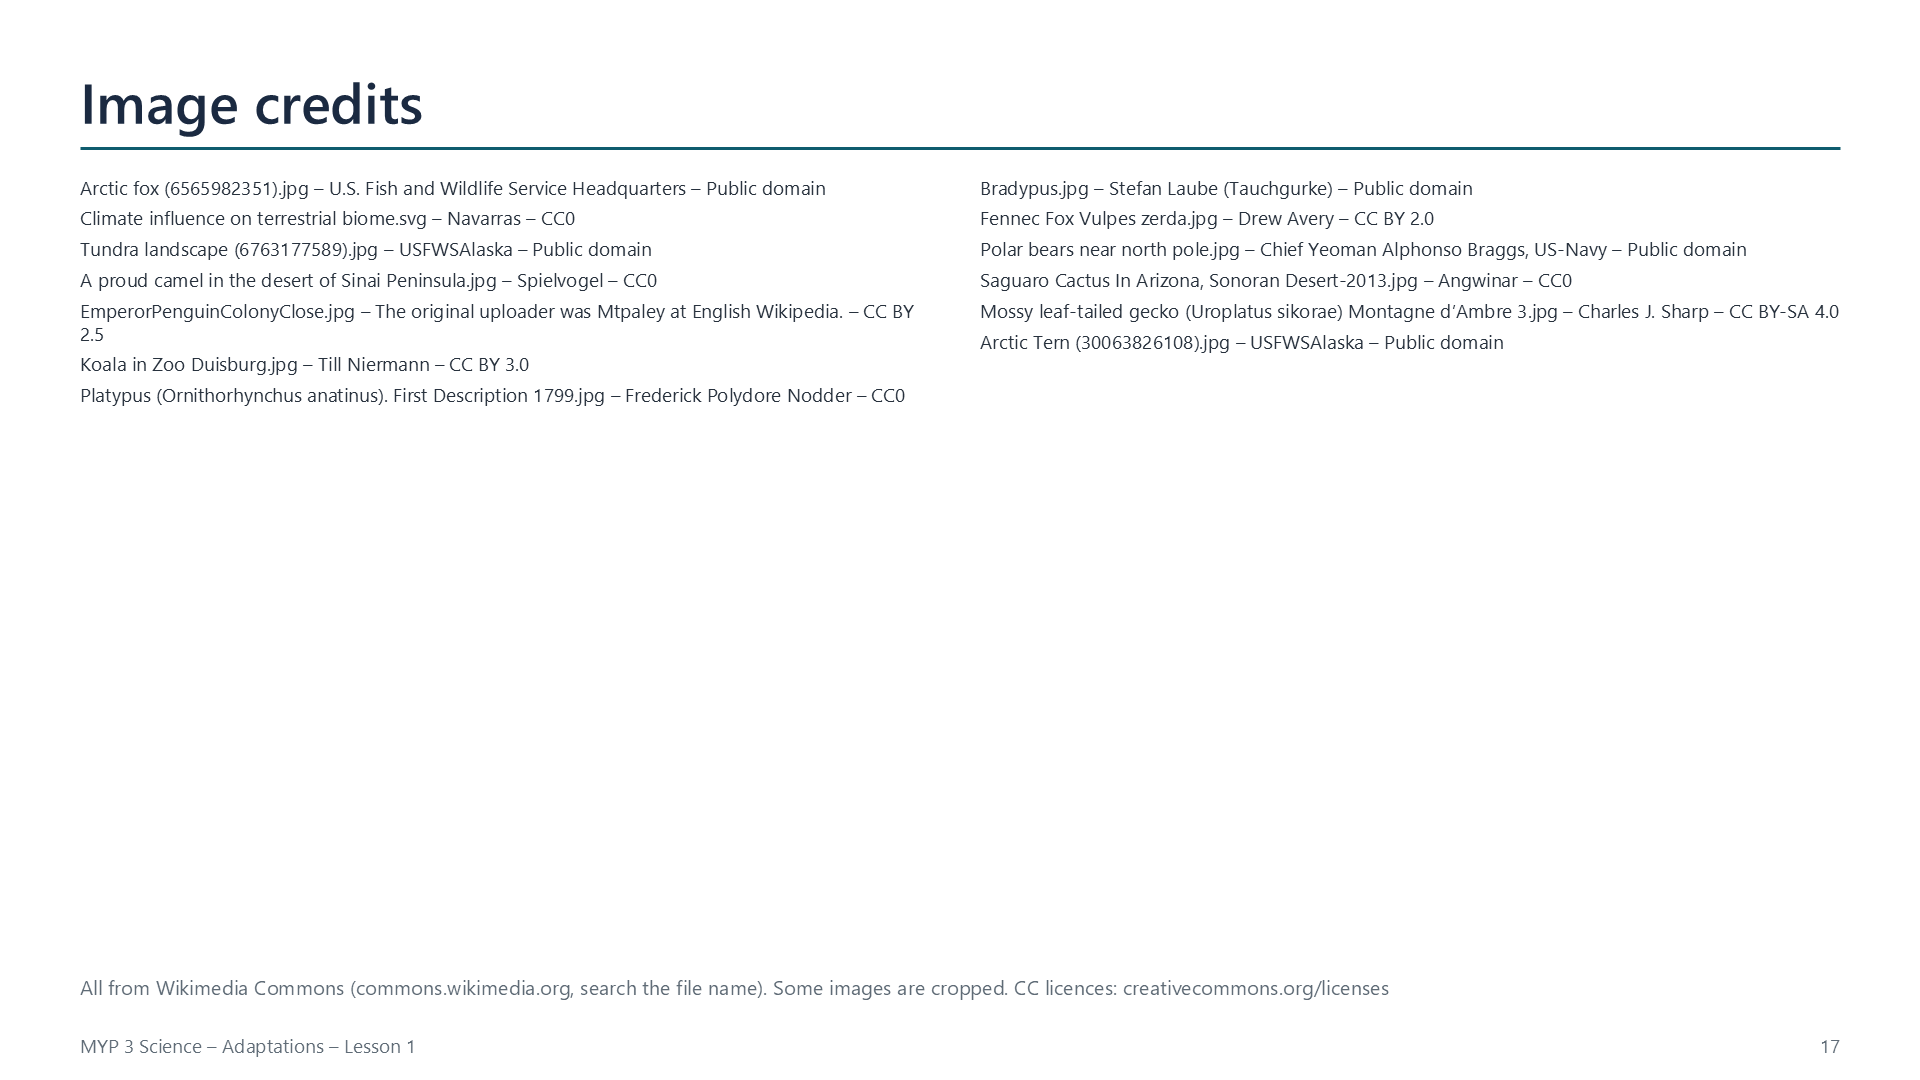 Image credits
Arctic fox (6565982351).jpg – U.S. Fish and Wildlife Service Headquarters – Public domain
Climate influence on terrestrial biome.svg – Navarras – CC0
Tundra landscape (6763177589).jpg – USFWSAlaska – Public domain
A proud camel in the desert of Sinai Peninsula.jpg – Spielvogel – CC0
EmperorPenguinColonyClose.jpg – The original uploader was Mtpaley at English Wikipedia. – CC BY
2.5
Koala in Zoo Duisburg.jpg – Till Niermann – CC BY 3.0
Platypus (Ornithorhynchus anatinus). First Description 1799.jpg – Frederick Polydore Nodder – CC0
Bradypus.jpg – Stefan Laube (Tauchgurke) – Public domain
Fennec Fox Vulpes zerda.jpg – Drew Avery – CC BY 2.0
Polar bears near north pole.jpg – Chief Yeoman Alphonso Braggs, US-Navy – Public domain
Saguaro Cactus In Arizona, Sonoran Desert-2013.jpg – Angwinar – CC0
Mossy leaf-tailed gecko (Uroplatus sikorae) Montagne d’Ambre 3.jpg – Charles J. Sharp – CC BY-SA 4.0
Arctic Tern (30063826108).jpg – USFWSAlaska – Public domain
All from Wikimedia Commons (commons.wikimedia.org, search the file name). Some images are cropped. CC licences: creativecommons.org/licenses
MYP 3 Science – Adaptations – Lesson 1
17